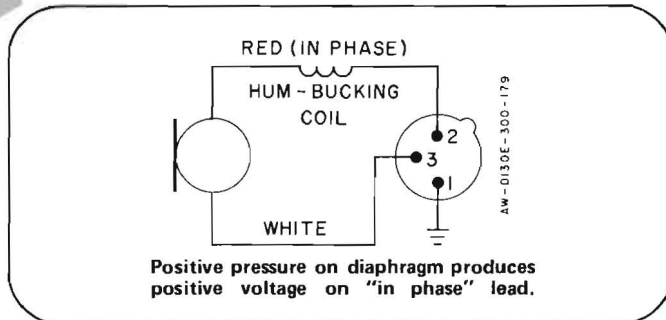 RED (IN PHASE)
HUM-BUCKING
COIL
2
3
1
WHITE
AW-D130E-300-179
Positive pressure on diaphragm produces
positive voltage on "in phase" lead.